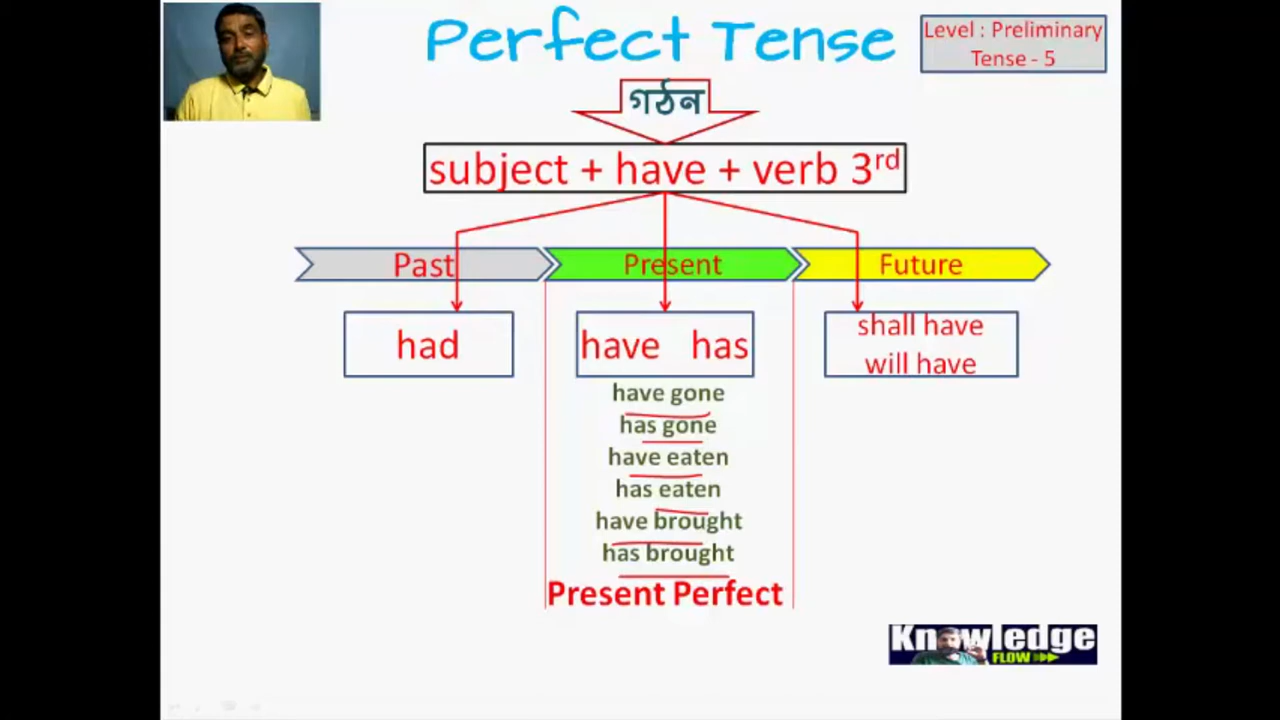 Perfect Tense
Level : Preliminary
Tense - 5
গঠন
subject + have + verb 3rd
Past
Present
Future
had
have has
shall have
will have
have gone
has gone
have eaten
has eaten
have brought
has brought
Present Perfect
Knowledge
FLOW